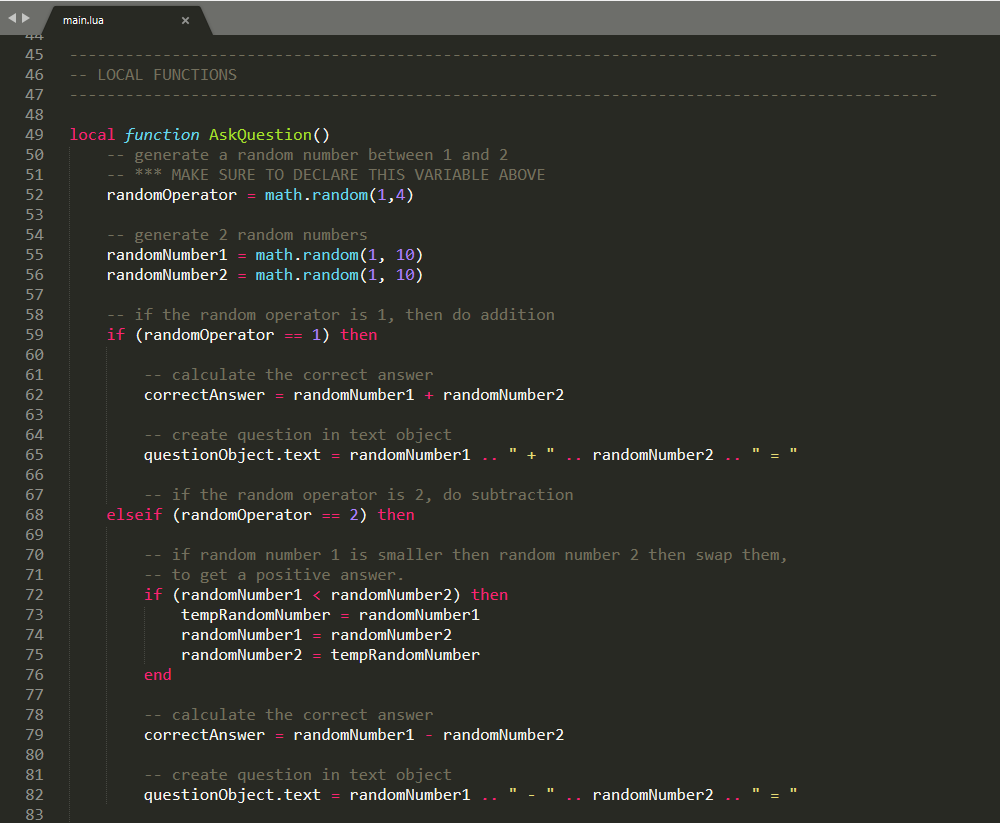 main.lua ×
44
45 ---------------------------------------------------------------------------------------------
46 -- LOCAL FUNCTIONS
47 ---------------------------------------------------------------------------------------------
48
49 local function AskQuestion()
50     -- generate a random number between 1 and 2
51     -- *** MAKE SURE TO DECLARE THIS VARIABLE ABOVE
52     randomOperator = math.random(1,4)
53
54     -- generate 2 random numbers
55     randomNumber1 = math.random(1, 10)
56     randomNumber2 = math.random(1, 10)
57
58     -- if the random operator is 1, then do addition
59     if (randomOperator == 1) then
60
61         -- calculate the correct answer
62         correctAnswer = randomNumber1 + randomNumber2
63
64         -- create question in text object
65         questionObject.text = randomNumber1 .. " + " .. randomNumber2 .. " = "
66
67         -- if the random operator is 2, do subtraction
68     elseif (randomOperator == 2) then
69
70         -- if random number 1 is smaller then random number 2 then swap them,
71         -- to get a positive answer.
72         if (randomNumber1 < randomNumber2) then
73             tempRandomNumber = randomNumber1
74             randomNumber1 = randomNumber2
75             randomNumber2 = tempRandomNumber
76         end
77
78         -- calculate the correct answer
79         correctAnswer = randomNumber1 - randomNumber2
80
81         -- create question in text object
82         questionObject.text = randomNumber1 .. " - " .. randomNumber2 .. " = "
83